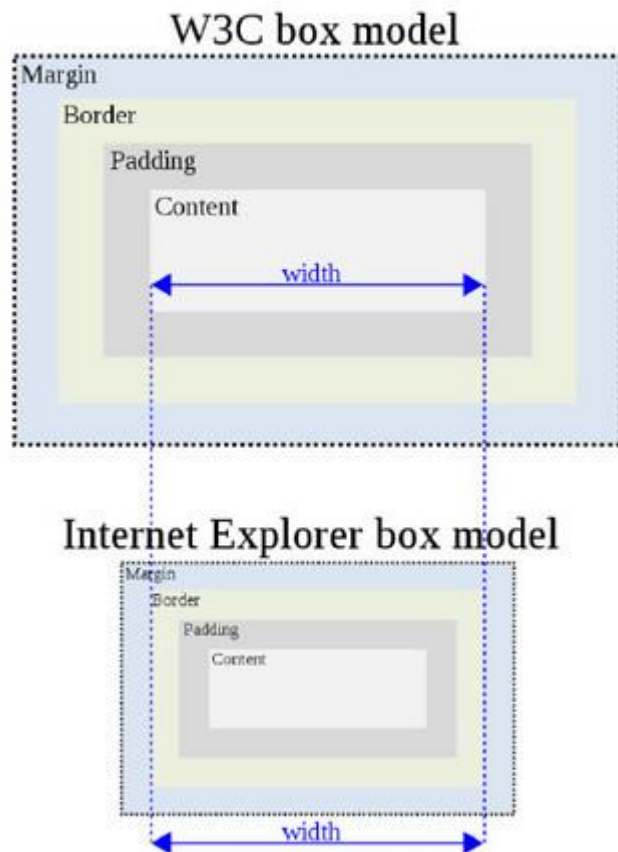 W3C box model
Margin
Border
Padding
Content
width
Internet Explorer box model
Margin
Border
Padding
Content
width